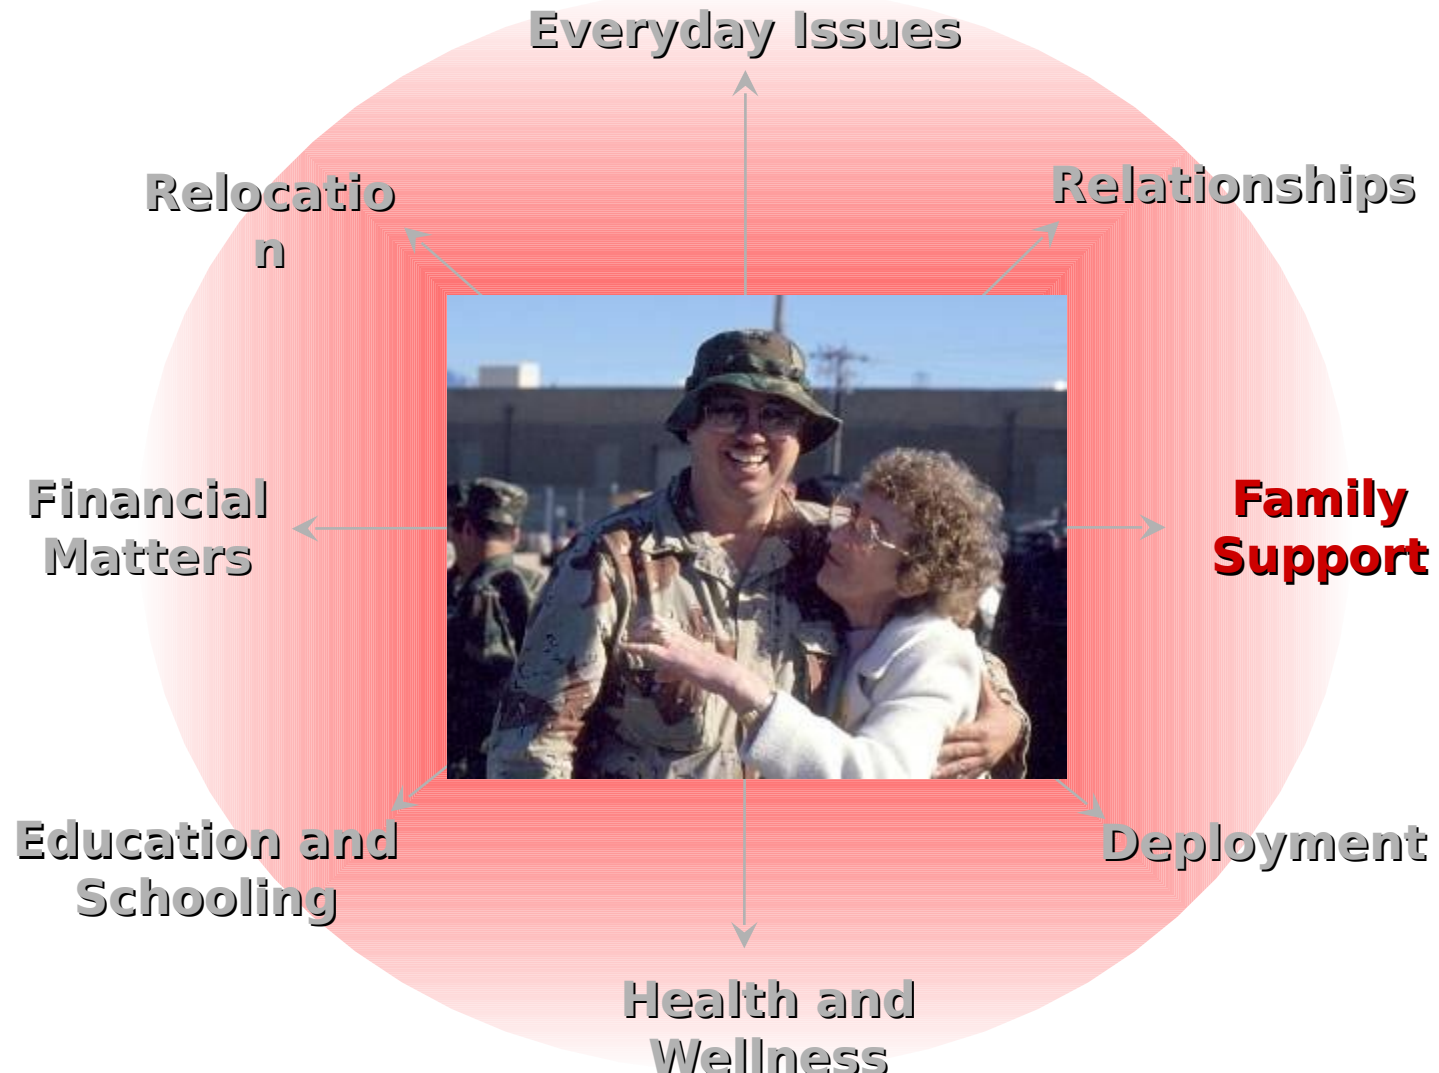 Everyday Issues
Relocatio
n
Relationships
Financial
Matters
Family
Support
Education and
Schooling
Deployment
Health and
Wellness